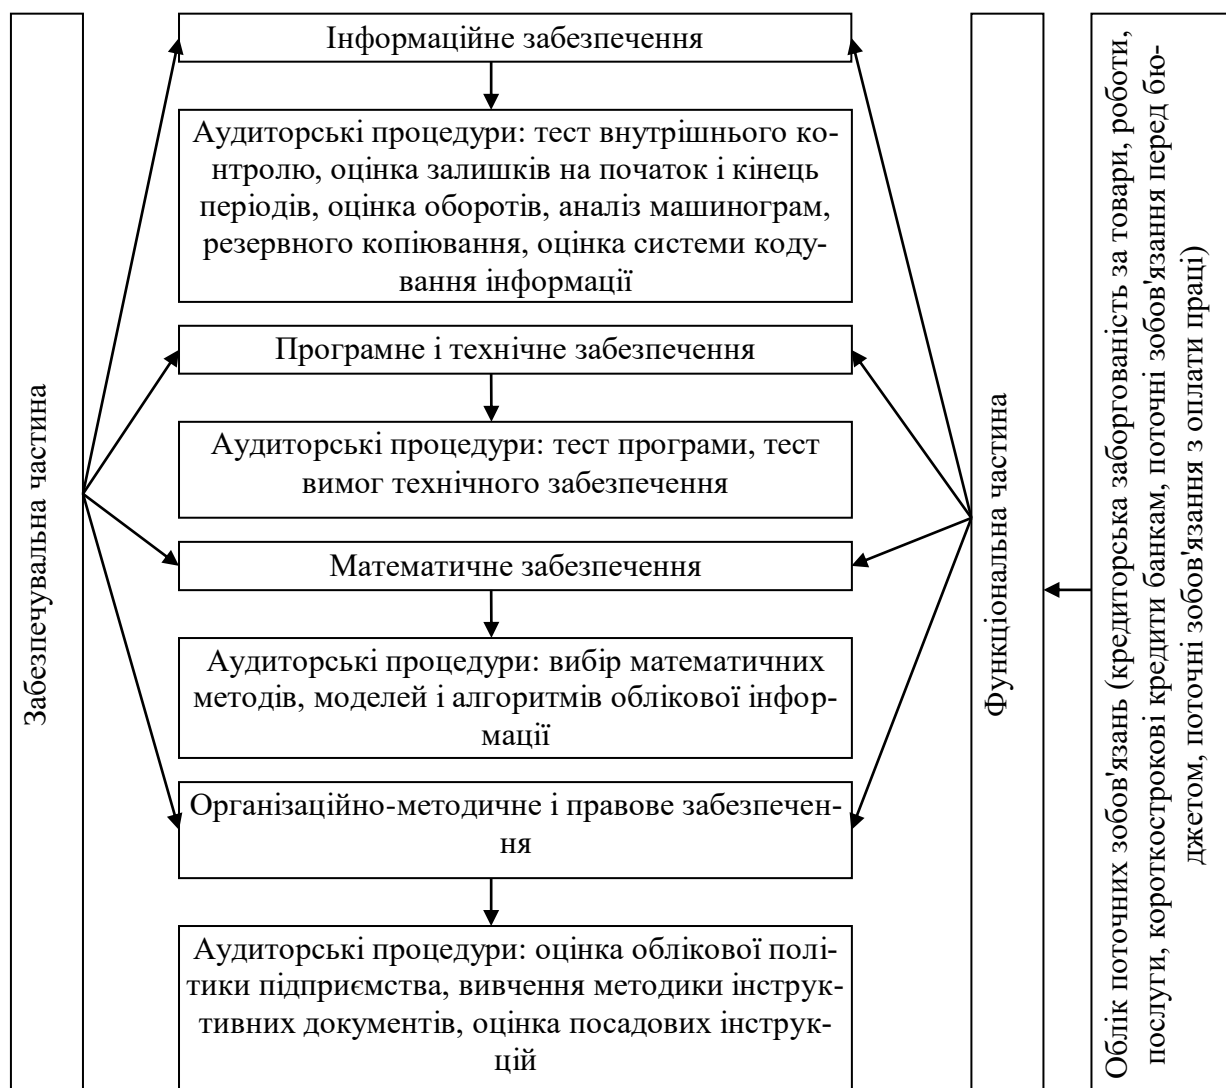 Забезпечувальна частина
Інформаційне забезпечення
Аудиторські процедури: тест внутрішнього ко-
нтролю, оцінка залишків на початок і кінець
періодів, оцінка оборотів, аналіз машинограм,
резервного копіювання, оцінка системи коду-
вання інформації
Програмне і технічне забезпечення
Аудиторські процедури: тест програми, тест
вимог технічного забезпечення
Математичне забезпечення
Аудиторські процедури: вибір математичних
методів, моделей і алгоритмів облікової інфор-
мації
Організаційно-методичне і правове забезпечен-
ня
Аудиторські процедури: оцінка облікової полі-
тики підприємства, вивчення методики інструк-
тивних документів, оцінка посадових інструк-
цій
Функціональна частина
Облік поточних зобов'язань (кредиторська заборгованість за товари, роботи,
послуги, короткострокові кредити банкам, поточні зобов'язання перед бю-
джетом, поточні зобов'язання з оплати праці)